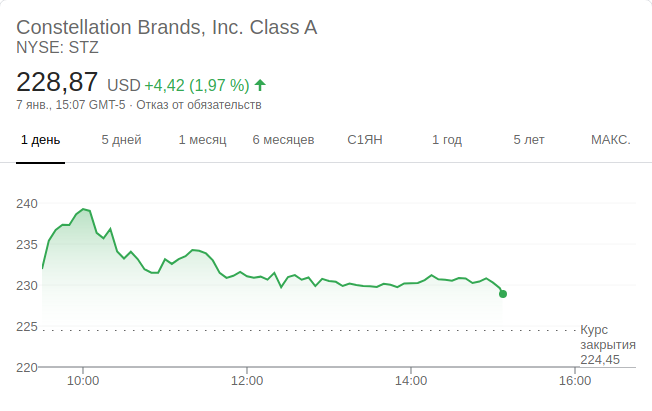 Constellation Brands, Inc. Class A
NYSE: STZ
228,87 USD +4,42 (1,97 %)
7 янв., 15:07 GMT-5 · Отказ от обязательств
1 день 5 дней 1 месяц 6 месяцев С1ЯН 1 год 5 лет МАКС.
240
235
230
225
Курс
закрытия
224,45
220
10:00 12:00 14:00 16:00